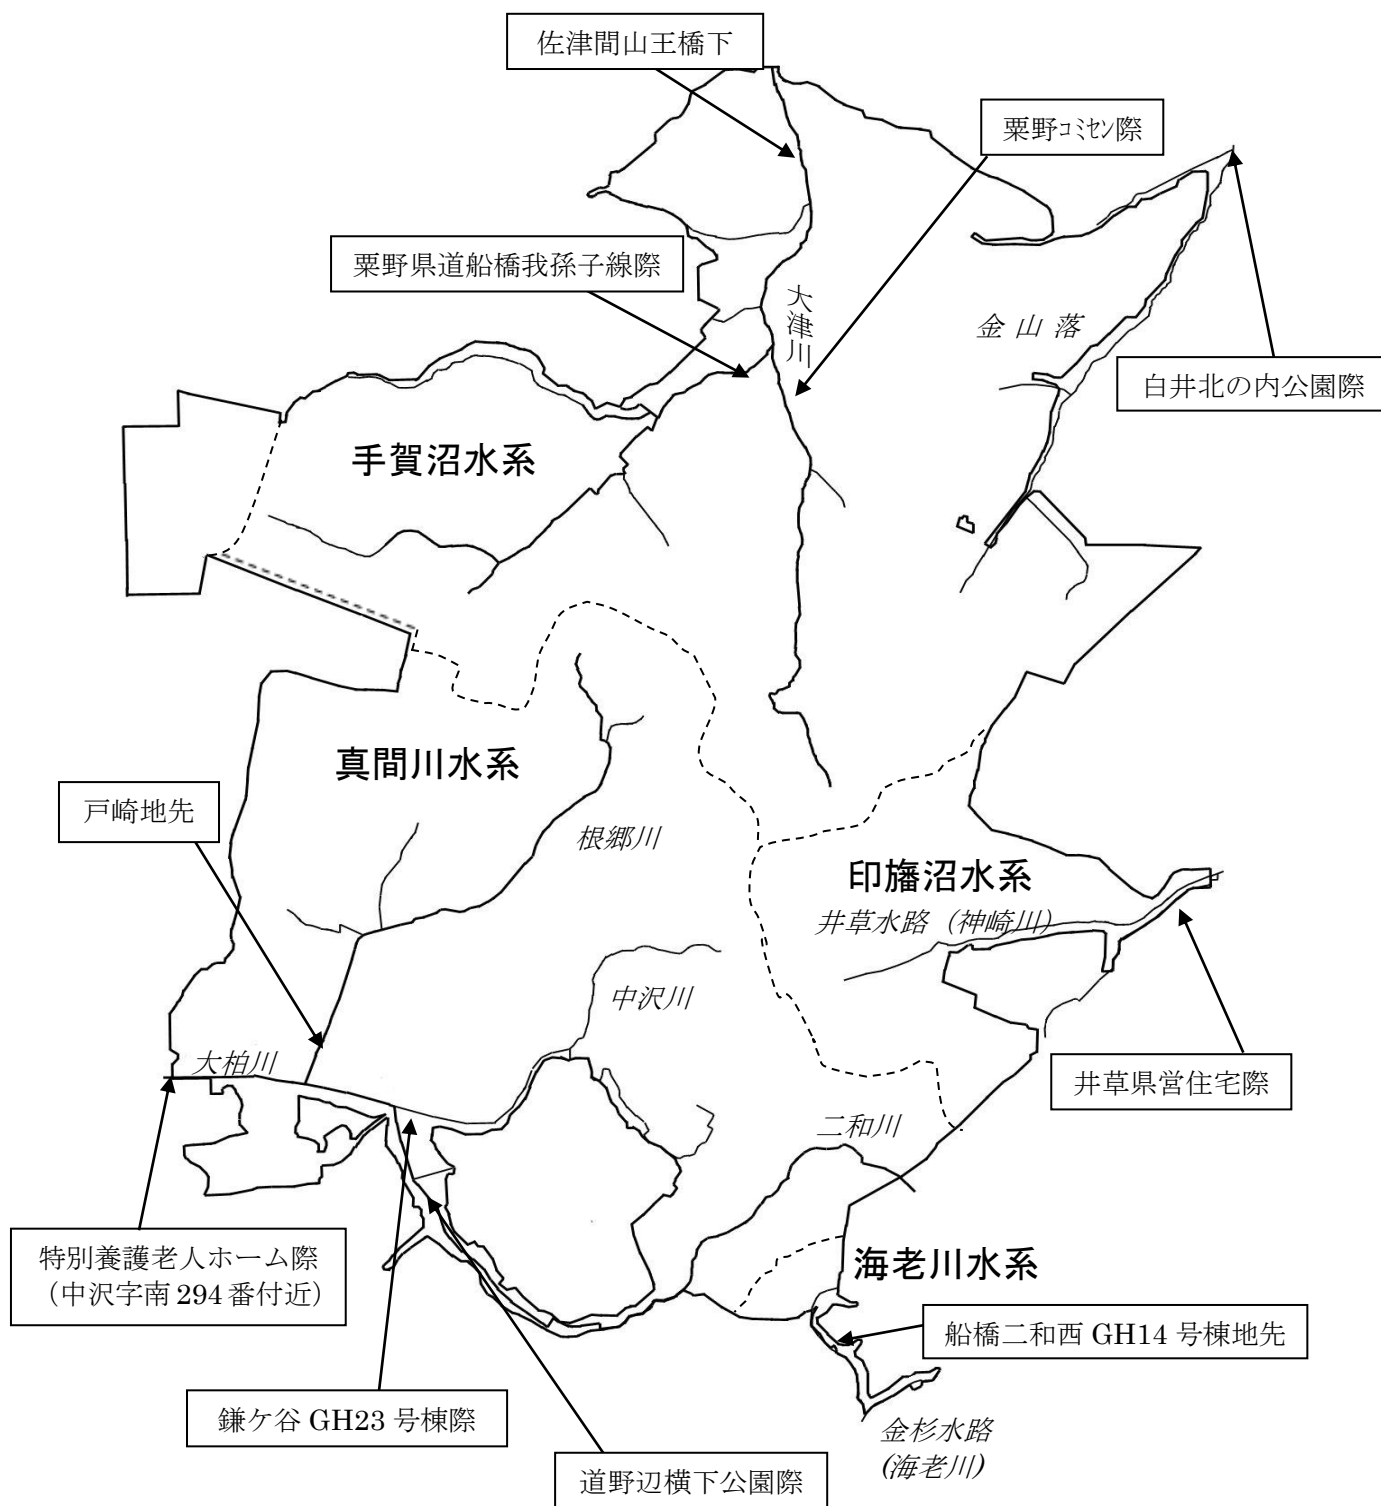 佐津間山王橋下
粟野ｺﾐｾﾝ際
粟野県道船橋我孫子線際
大津川
金山落
白井北の内公園際
手賀沼水系
真間川水系
戸崎地先
根郷川
印旛沼水系
井草水路（神崎川）
中沢川
大柏川
井草県営住宅際
二和川
特別養護老人ホーム際
（中沢字南 294 番付近）
海老川水系
船橋二和西 GH14 号棟地先
鎌ケ谷 GH23 号棟際
金杉水路
(海老川)
道野辺横下公園際